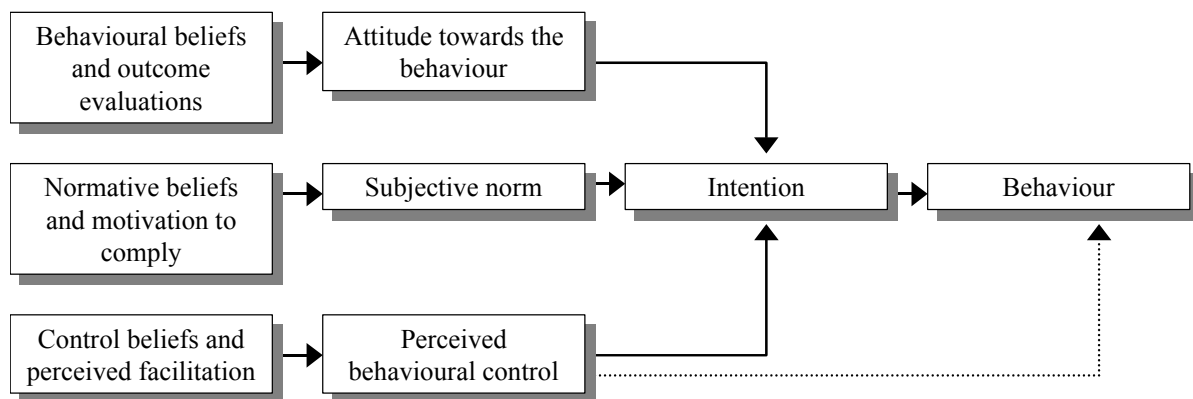 Behavioural beliefs
and outcome
evaluations
Attitude towards the
behaviour
Normative beliefs
and motivation to
comply
Subjective norm
Intention
Behaviour
Control beliefs and
perceived facilitation
Perceived
behavioural control